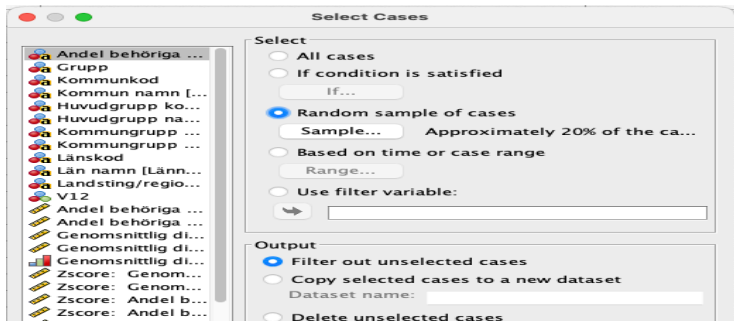 Select Cases
Andel behöriga ...
Grupp
Kommunkod
Kommun namn [...
Huvudgrupp ko...
Huvudgrupp na...
Kommungrupp ...
Kommungrupp ...
Länskod
Län namn [Länn...
Landsting/regio...
V12
Andel behöriga ...
Andel behöriga ...
Genomsnittlig di...
Genomsnittlig di...
Genomsnittlig di...
Zscore: Genom...
Zscore: Genom...
Zscore: Andel b...
Zscore: Andel b...
Select
All cases
If condition is satisfied
If...
Random sample of cases
Sample... Approximately 20% of the ca...
Based on time or case range
Range...
Use filter variable:
Output
Filter out unselected cases
Copy selected cases to a new dataset
Dataset name:
Delete unselected cases